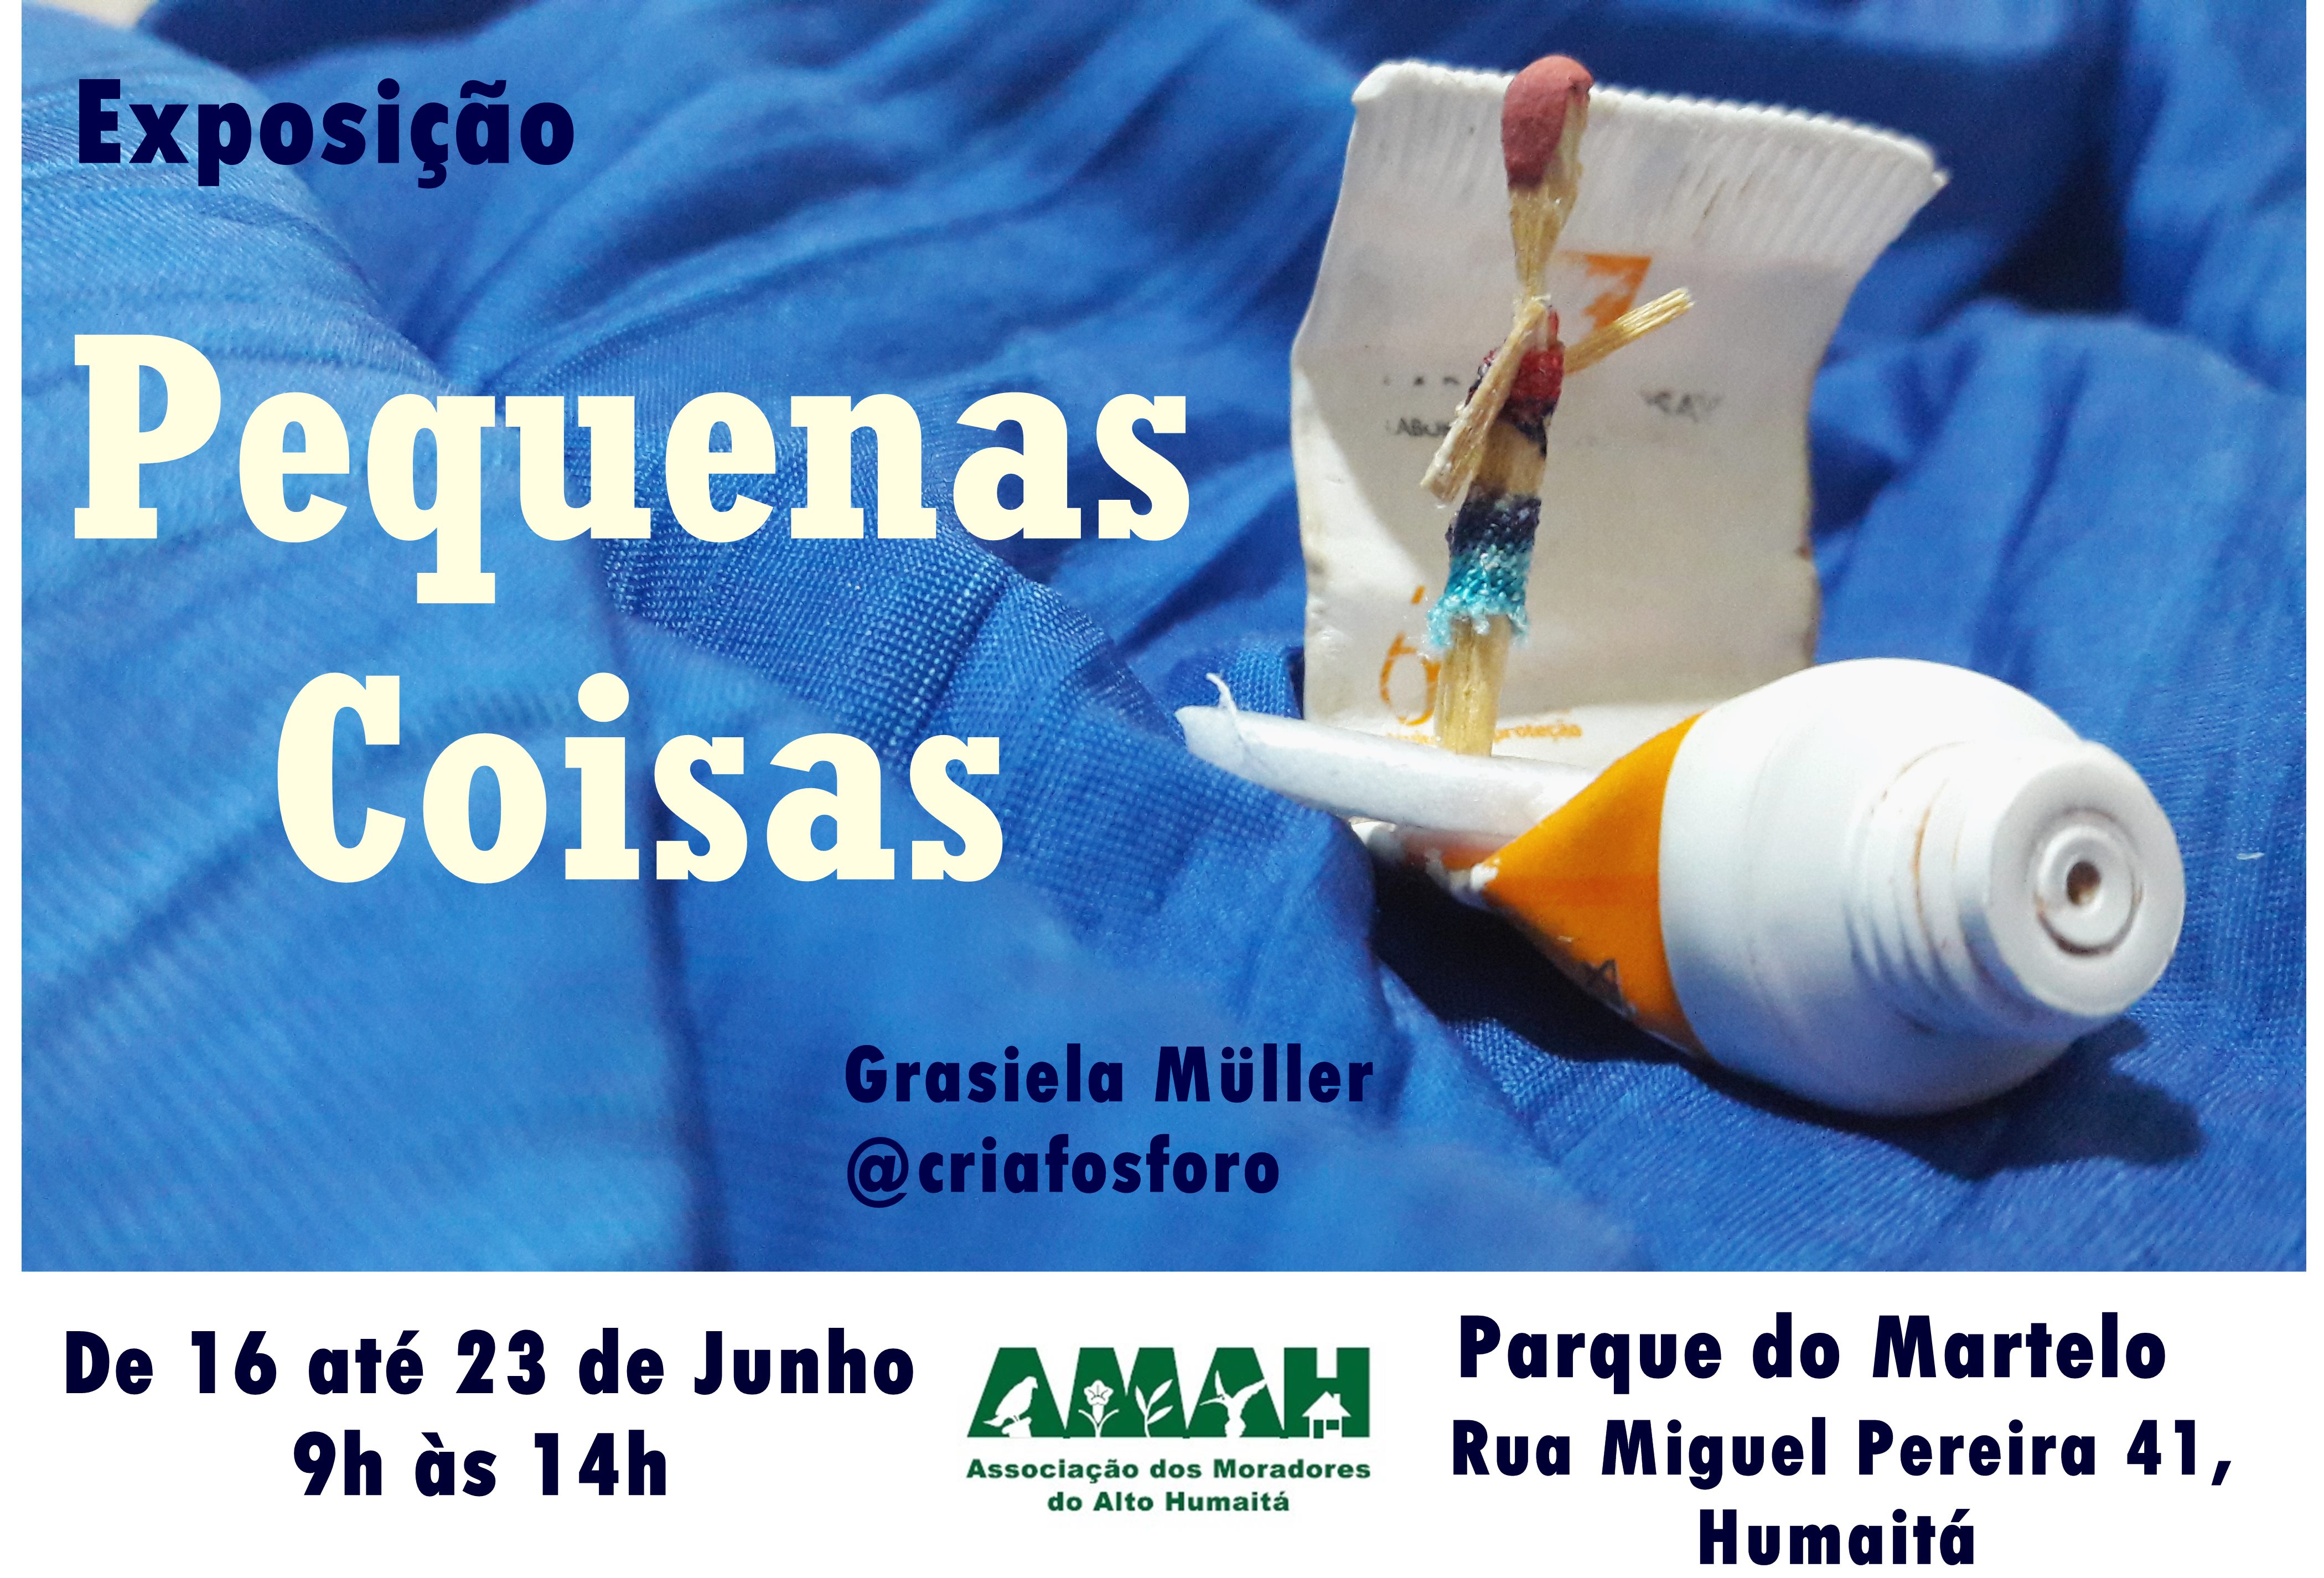 Exposição
Pequenas
Coisas
proteção
Grasiela Müller
@criafosforo
De 16 até 23 de Junho
9h às 14h
AMAH
Associação dos Moradores
do Alto Humaitá
Parque do Martelo
Rua Miguel Pereira 41,
Humaitá